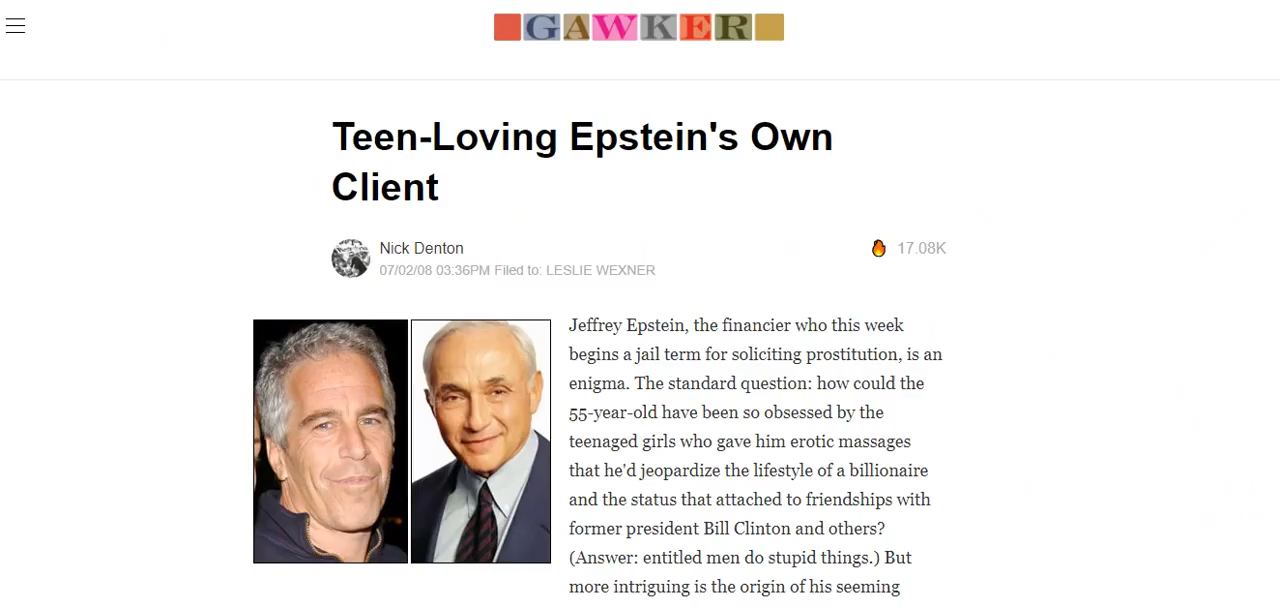 GAWKER
Teen-Loving Epstein's Own
Client
Nick Denton
17.08K
07/02/08 03:36PM Filed to: LESLIE WEXNER
Jeffrey Epstein, the financier who this week
begins a jail term for soliciting prostitution, is an
enigma. The standard question: how could the
55-year-old have been so obsessed by the
teenaged girls who gave him erotic massages
that he'd jeopardize the lifestyle of a billionaire
and the status that attached to friendships with
former president Bill Clinton and others?
(Answer: entitled men do stupid things.) But
more intriguing is the origin of his seeming